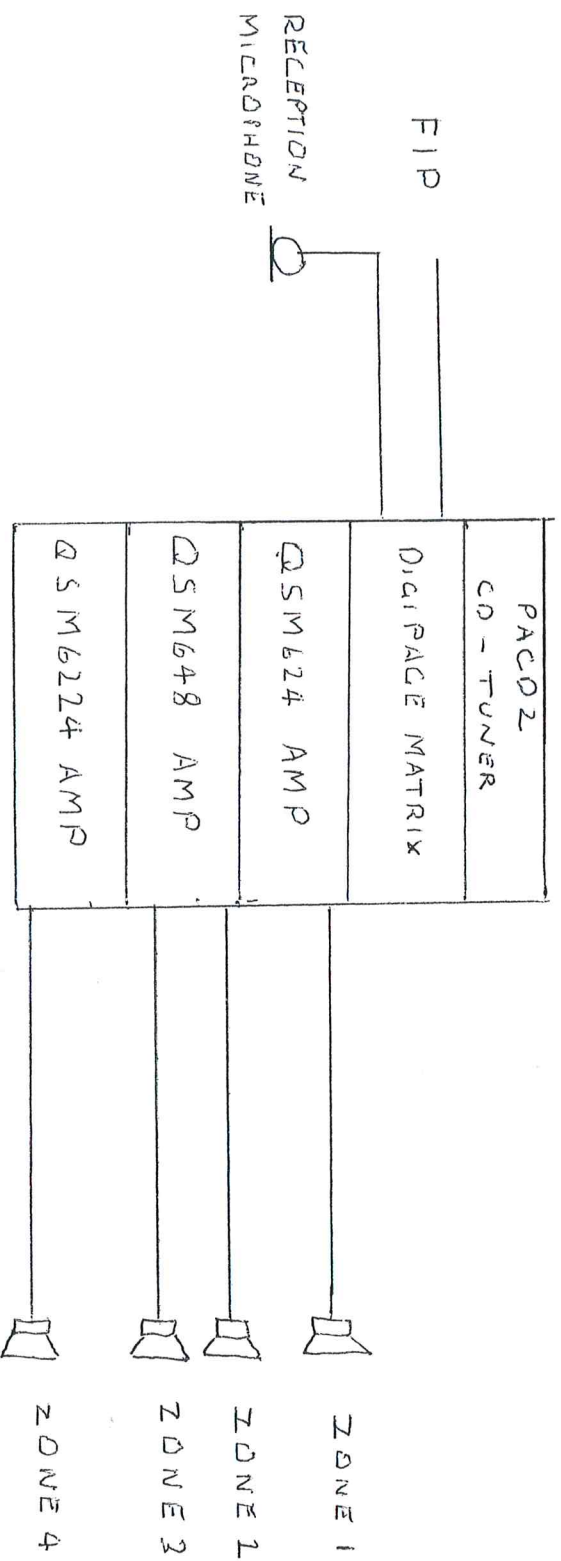 FIP
RECEPTION
MICROPHONE
PACD2
CD-TUNER
DIGIPAGE MATRIX
QSM624 AMP
QSM648 AMP
QSM6224 AMP
ZONE 1
ZONE 2
ZONE 3
ZONE 4